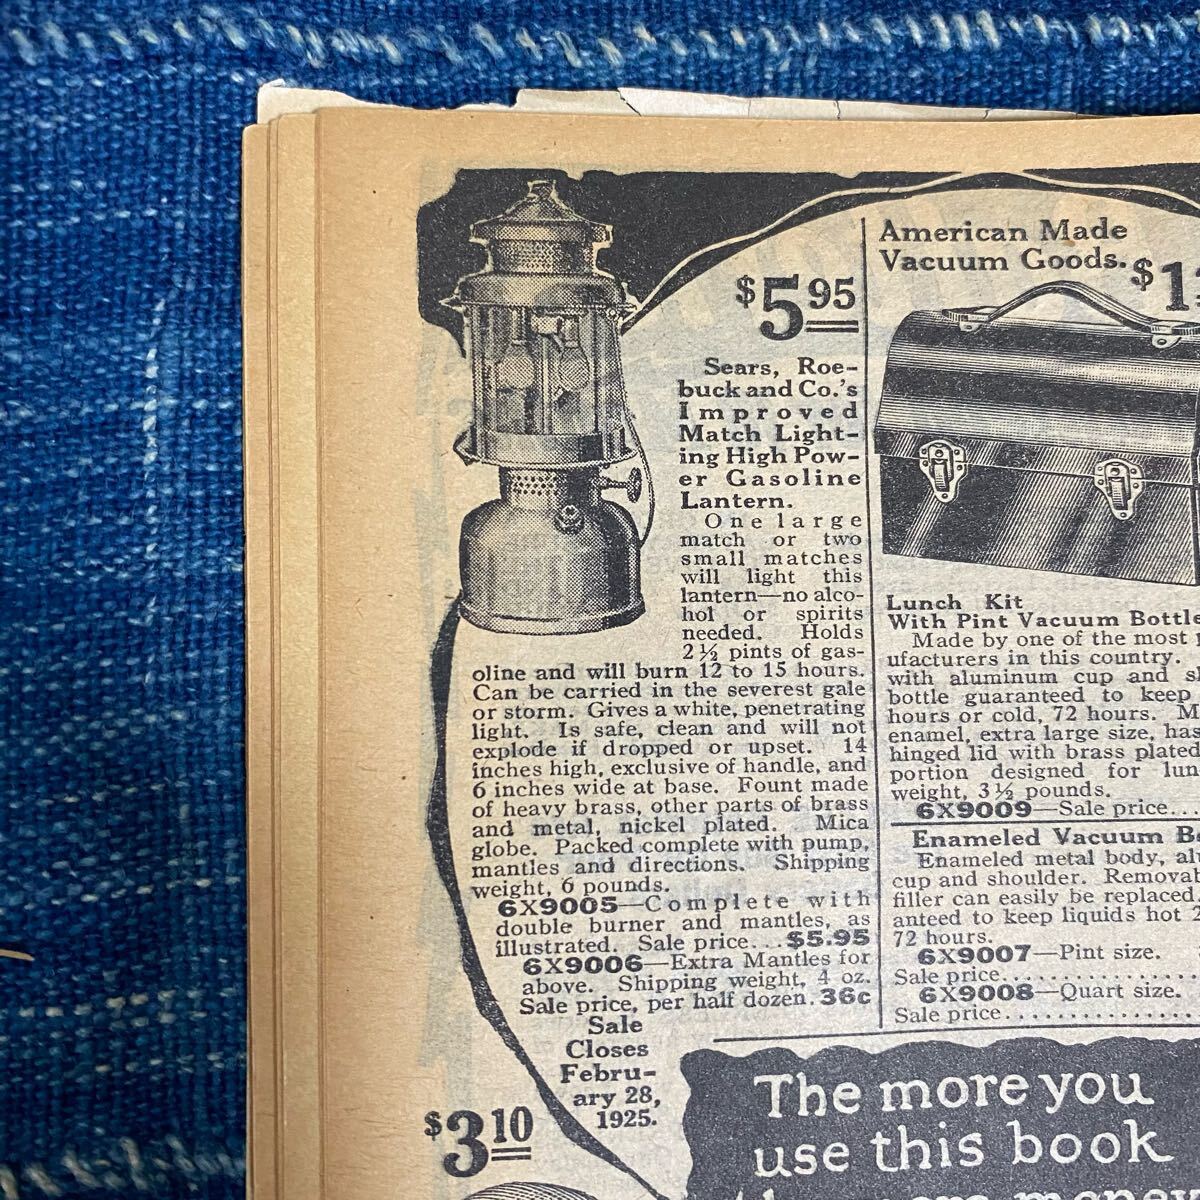 $5.95
Sears, Roe-
buck and Co.'s
Improved
Match Light-
ing High Pow-
er Gasoline
Lantern.
One large
match or two
small matches
will light this
lantern—no alco-
hol or spirits
needed. Holds
2½ pints of gas-
oline and will burn 12 to 15 hours.
Can be carried in the severest gale
or storm. Gives a white, penetrating
light. Is safe, clean and will not
explode if dropped or upset. 14
inches high, exclusive of handle, and
6 inches wide at base. Fount made
of heavy brass, other parts of brass
and metal, nickel plated. Mica
globe. Packed complete with pump,
mantles and directions. Shipping
weight, 6 pounds.
6X9005—Complete with
double burner and mantles, as
illustrated. Sale price...$5.95
6X9006—Extra Mantles for
above. Shipping weight, 4 oz.
Sale price, per half dozen. 36c
Sale
Closes
Febru-
ary 28,
1925.
$3.10
American Made
Vacuum Goods.
Lunch Kit
With Pint Vacuum Bottle
Made by one of the most
ufacturers in this country.
with aluminum cup and
bottle guaranteed to keep
hours or cold, 72 hours.
enamel, extra large size, has
hinged lid with brass plated
portion designed for
weight, 3½ pounds.
6X9009—Sale price...
Enameled Vacuum
Enameled metal body,
cup and shoulder.
filler can easily be replaced
anteed to keep liquids hot
72 hours.
6X9007—Pint size.
Sale price..............
6X9008—Quart size.
Sale price..............
The more you
use this book